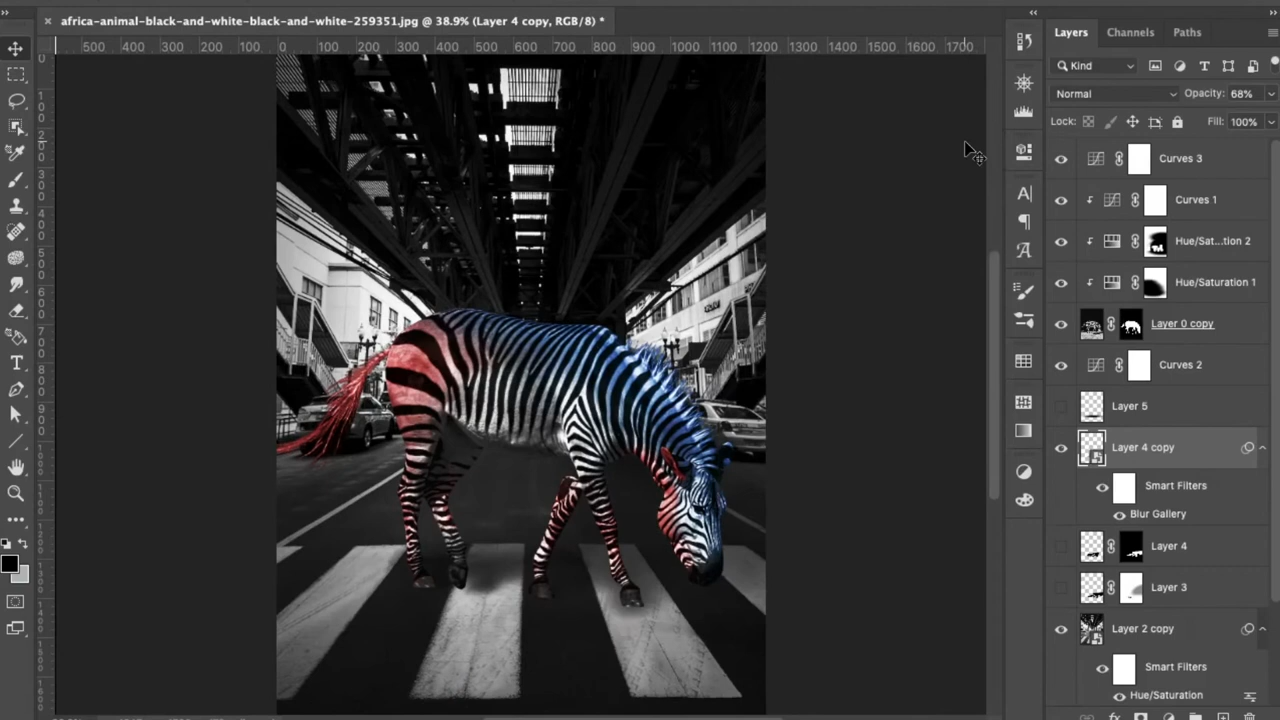 africa-animal-black-and-white-black-and-white-259351.jpg @ 38.9% (Layer 4 copy, RGB/8) *
500 400 300 200 100 0 100 200 300 400 500 600 700 800 900 1000 1100 1200 1300 1400 1500 1600 1700
Layers Channels Paths
Kind
Normal Opacity: 68%
Lock: Fill: 100%
Curves 3
Curves 1
Hue/Sat...tion 2
Hue/Saturation 1
Layer 0 copy
Curves 2
Layer 5
Layer 4 copy
Smart Filters
Blur Gallery
Layer 4
Layer 3
Layer 2 copy
Smart Filters
Hue/Saturation